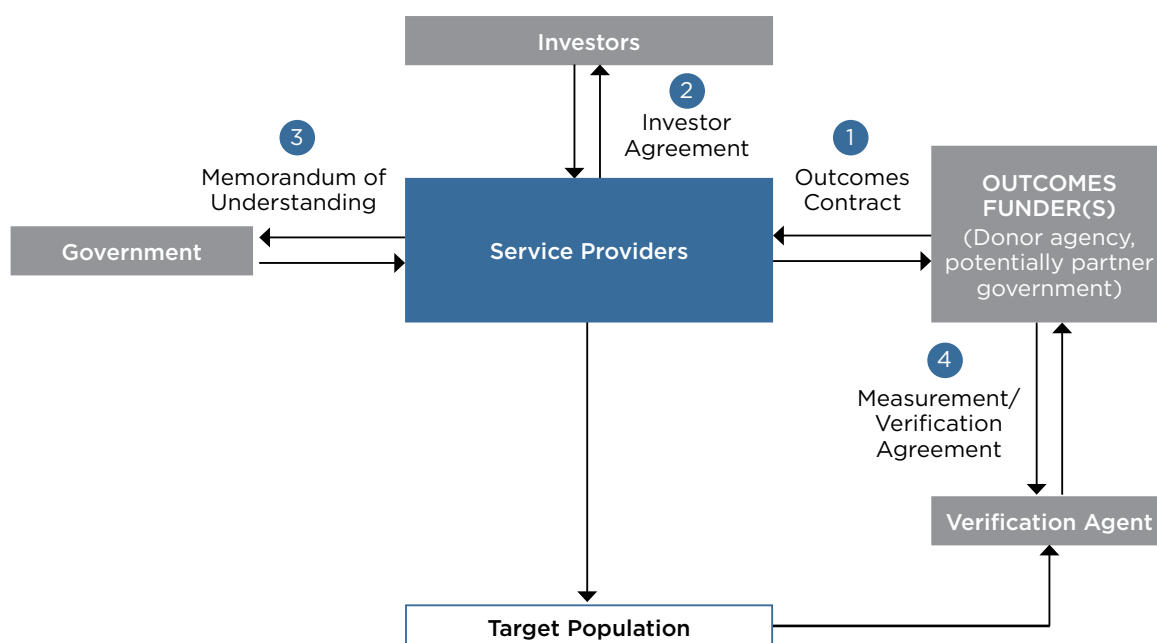 Investors
2
Investor
Agreement
3
Memorandum of
Understanding
1
Outcomes
Contract
OUTCOMES
FUNDER(S)
(Donor agency,
potentially partner
government)
Government
Service Providers
4
Measurement/
Verification
Agreement
Verification Agent
Target Population